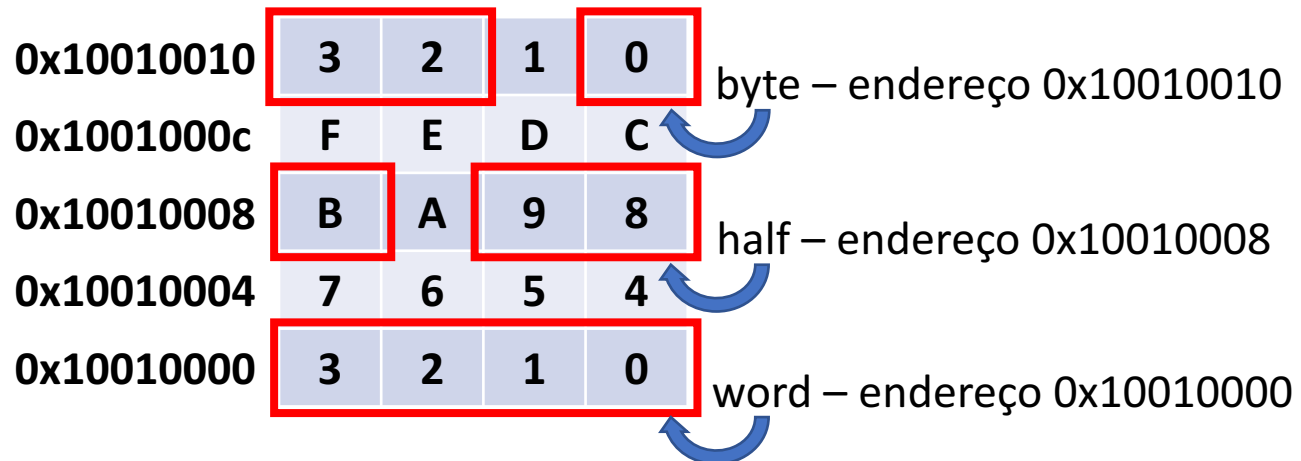 0x10010010 3 2 1 0
byte – endereço 0x10010010
0x1001000c F E D C
0x10010008 B A 9 8
half – endereço 0x10010008
0x10010004 7 6 5 4
0x10010000 3 2 1 0
word – endereço 0x10010000